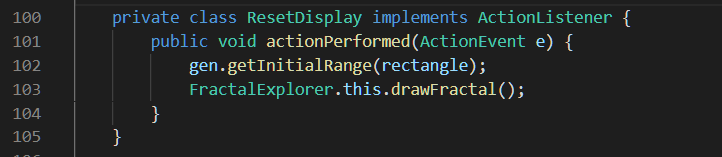 100 private class ResetDisplay implements ActionListener {
101 public void actionPerformed(ActionEvent e) {
102 gen.getInitialRange(rectangle);
103 FractalExplorer.this.drawFractal();
104 }
105 }